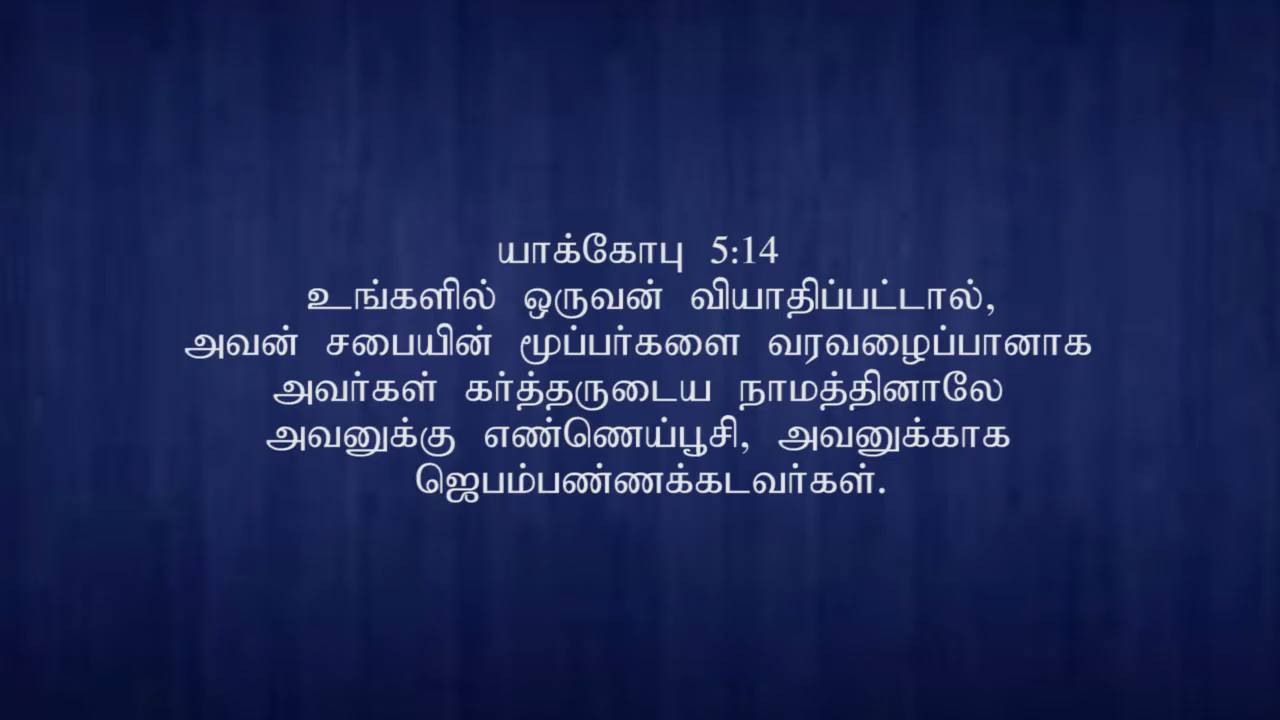 யாக்கோபு 5:14
உங்களில் ஒருவன் வியாதிப்பட்டால்,
அவன் சபையின் மூப்பர்களை வரவழைப்பானாக
அவர்கள் கர்த்தருடைய நாமத்தினாலே
அவனுக்கு எண்ணெய்பூசி, அவனுக்காக
ஜெபம்பண்ணக்கடவர்கள்.